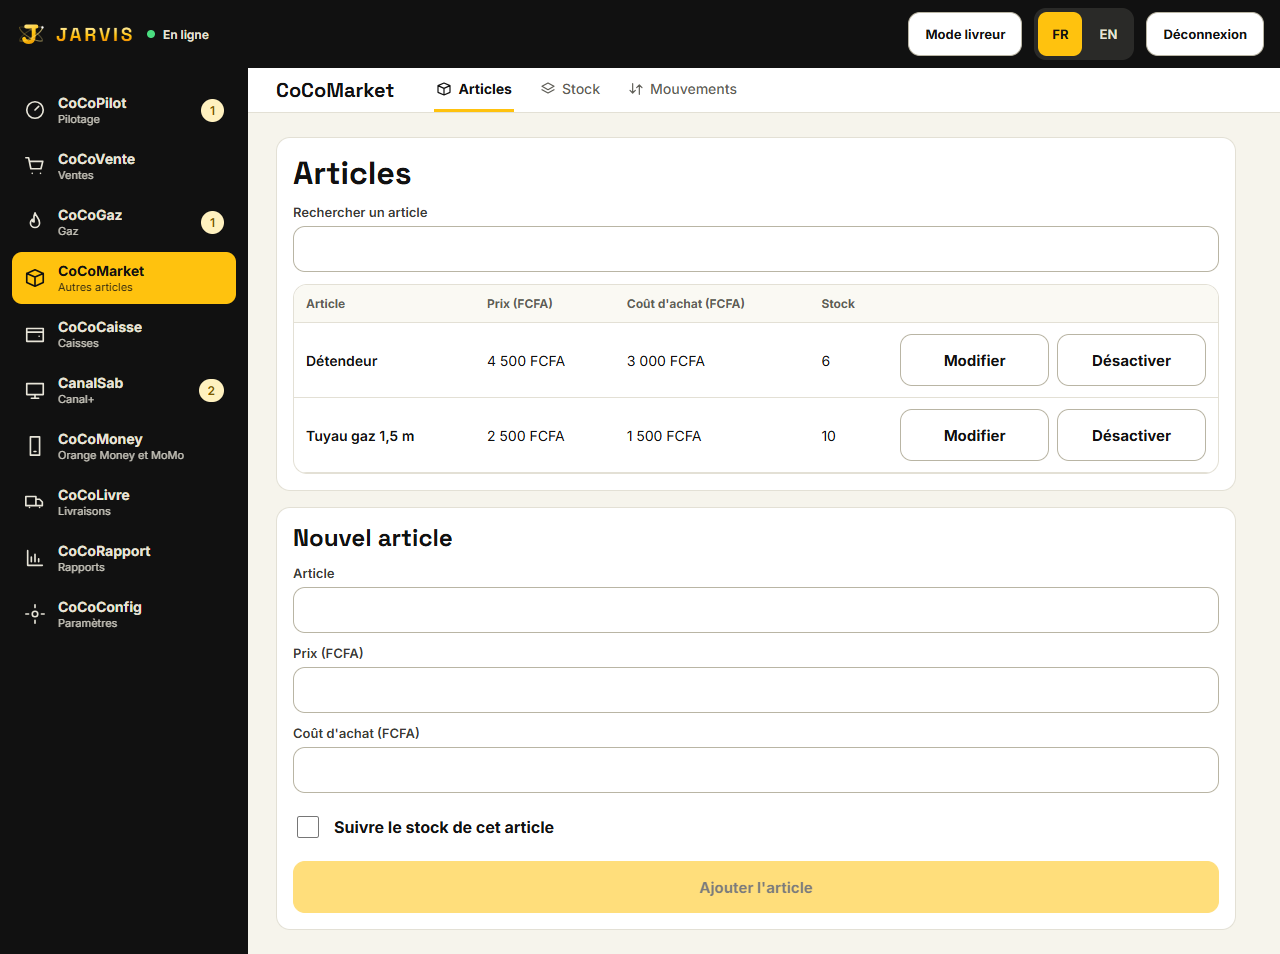 JARVIS
En ligne
Mode livreur
FR
EN
Déconnexion
CoCoPilot
Pilotage
1
CoCoVente
Ventes
CoCoGaz
Gaz
1
CoCoMarket
Autres articles
CoCoCaisse
Caisses
CanalSab
Canal+
2
CoCoMoney
Orange Money et MoMo
CoCoLivre
Livraisons
CoCoRapport
Rapports
CoCoConfig
Paramètres
CoCoMarket
Articles
Stock
Mouvements
Articles
Rechercher un article
Article Prix (FCFA) Coût d'achat (FCFA) Stock
Détendeur 4 500 FCFA 3 000 FCFA 6 Modifier Désactiver
Tuyau gaz 1,5 m 2 500 FCFA 1 500 FCFA 10 Modifier Désactiver
Nouvel article
Article
Prix (FCFA)
Coût d'achat (FCFA)
Suivre le stock de cet article
Ajouter l'article